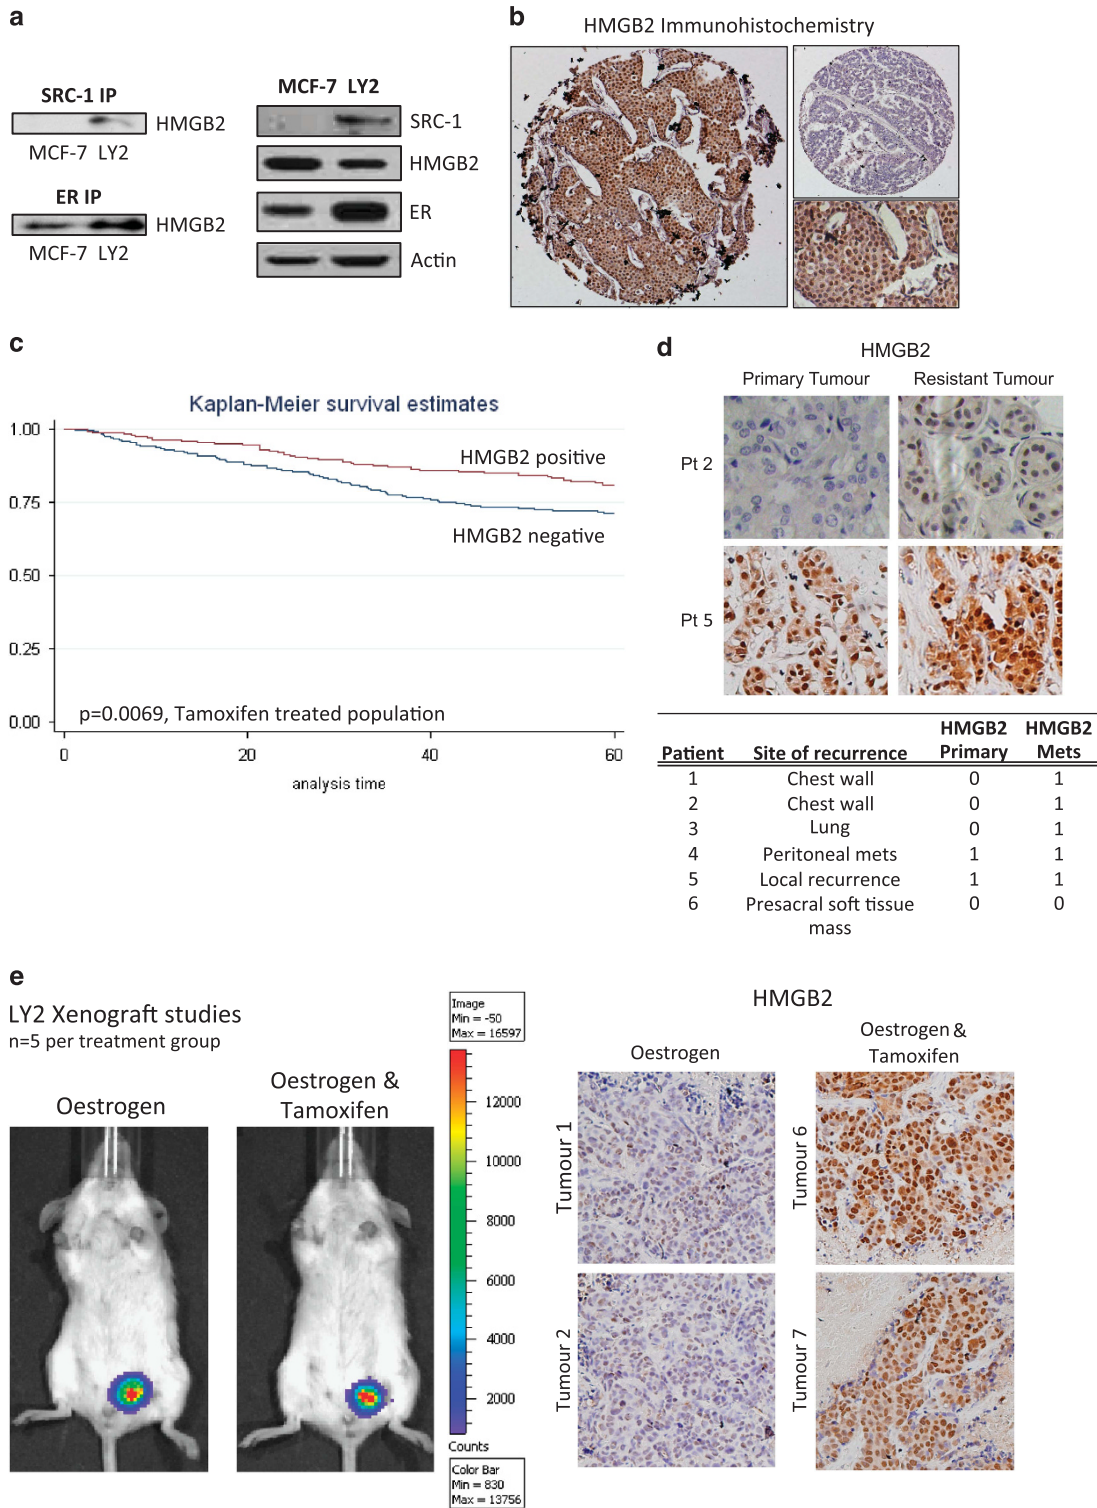 a
SRC-1 IP
HMGB2
MCF-7 LY2
ER IP
HMGB2
MCF-7 LY2
MCF-7 LY2
SRC-1
HMGB2
ER
Actin
b
HMGB2 Immunohistochemistry
c
Kaplan-Meier survival estimates
1.00
0.75
0.50
0.25
0.00
HMGB2 positive
HMGB2 negative
p=0.0069, Tamoxifen treated population
0 20 40 60
analysis time
d
HMGB2
Primary Tumour Resistant Tumour
Pt 2
Pt 5
Patient Site of recurrence HMGB2 Primary HMGB2 Mets
1 Chest wall 0 1
2 Chest wall 0 1
3 Lung 0 1
4 Peritoneal mets 1 1
5 Local recurrence 1 1
6 Presacral soft tissue mass 0 0
e
LY2 Xenograft studies
n=5 per treatment group
Oestrogen
Oestrogen &
Tamoxifen
Image
Min = -50
Max = 16597
12000
10000
8000
6000
4000
2000
Counts
Color Bar
Min = 830
Max = 13756
HMGB2
Oestrogen
Oestrogen &
Tamoxifen
Tumour 1
Tumour 6
Tumour 2
Tumour 7